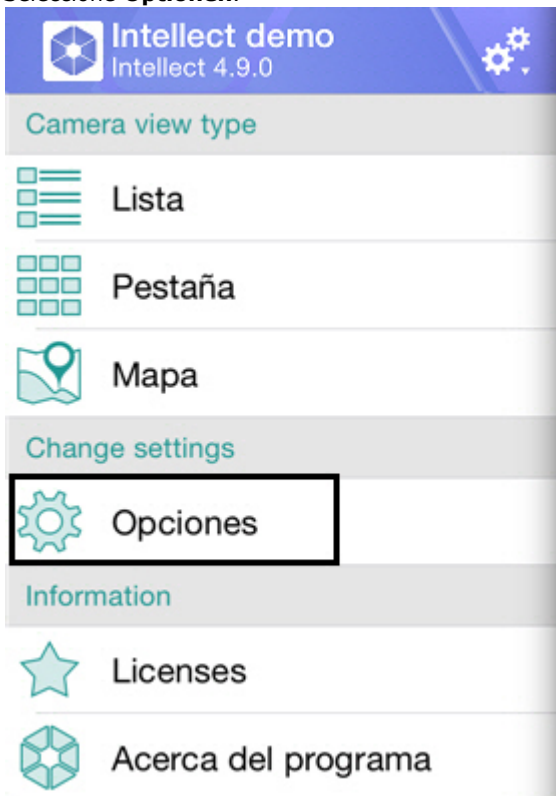 Intellect demo
Intellect 4.9.0
Camera view type
Lista
Pestaña
Mapa
Change settings
Opciones
Information
Licenses
Acerca del programa